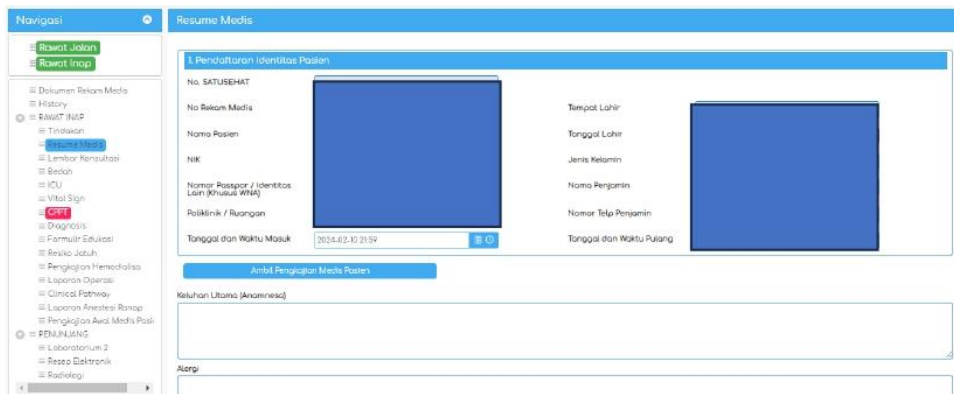 Navigasi
Rawat Jalan
Rawat Inap
Dokumen Rekam Medis
History
RAWAT INAP
Tindakan
Resume Medis
Lembar Konsultasi
Bedah
ICU
Vital Sign
CPPT
Diagnosis
Formulir Edukasi
Resiko Jatuh
Pengkajian Hemodialisa
Laporan Operasi
Clinical Pathway
Laporan Anestesi Ranap
Pengkajian Awal Medis Pasi
PENUNJANG
Laboratorium 2
Resep Elektronik
Radiologi
Resume Medis
1. Pendaftaran Identitas Pasien
No. SATUSEHAT
No Rekam Medis
Nama Pasien
NIK
Nomor Passpor / Identitas
Lain (Khusus WNA)
Poliklinik / Ruangan
Tanggal dan Waktu Masuk
2024-02-10 21:59
Tempat Lahir
Tanggal Lahir
Jenis Kelamin
Nama Penjamin
Nomor Telp Penjamin
Tanggal dan Waktu Pulang
Ambil Pengkajian Medis Pasien
Keluhan Utama (Anamnesa)
Alergi